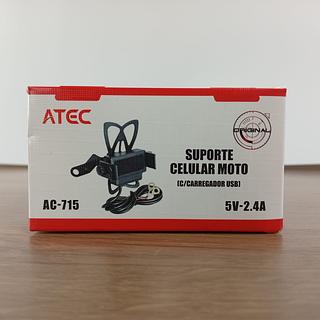 ATEC
ORIGINAL
SUPORTE
CELULAR MOTO
(C/CARREGADOR USB)
AC-715
5V-2.4A